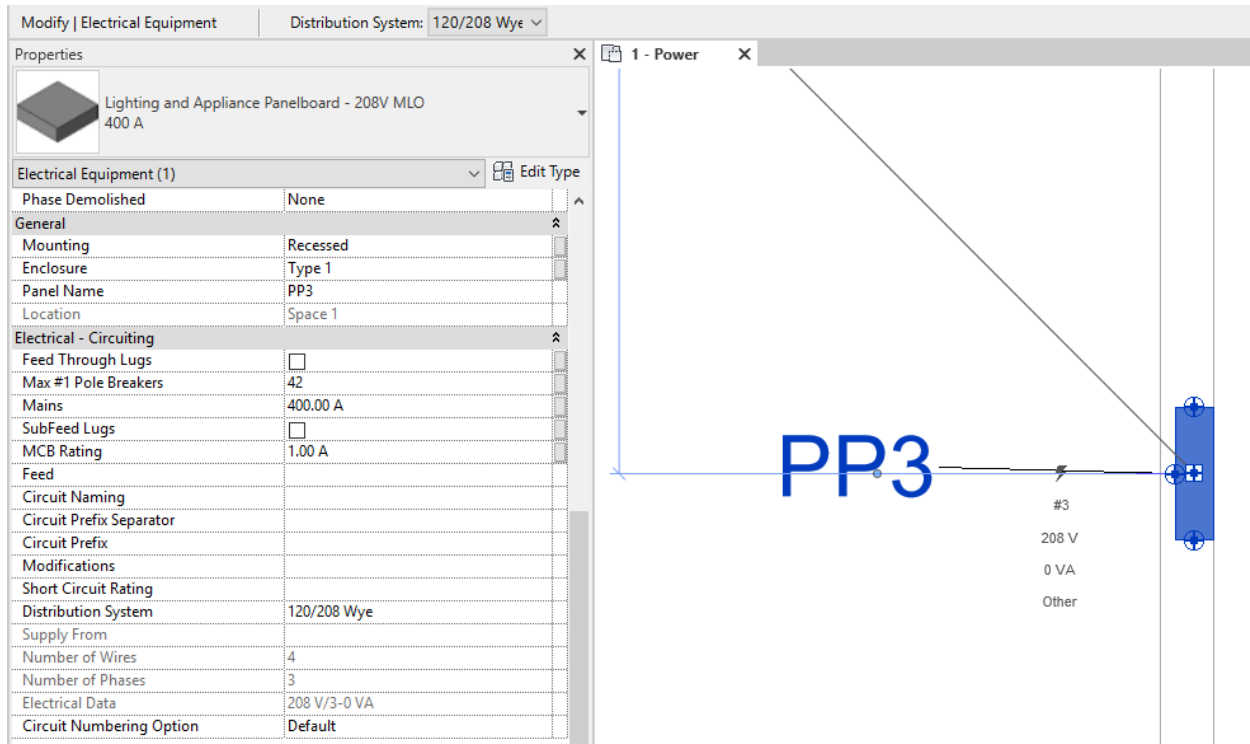 Modify | Electrical Equipment
Distribution System: 120/208 Wye
Properties
Lighting and Appliance Panelboard - 208V MLO
400 A
Electrical Equipment (1)
Edit Type
Phase Demolished None
General
Mounting Recessed
Enclosure Type 1
Panel Name PP3
Location Space 1
Electrical - Circuiting
Feed Through Lugs
Max #1 Pole Breakers 42
Mains 400.00 A
SubFeed Lugs
MCB Rating 1.00 A
Feed
Circuit Naming
Circuit Prefix Separator
Circuit Prefix
Modifications
Short Circuit Rating
Distribution System 120/208 Wye
Supply From
Number of Wires 4
Number of Phases 3
Electrical Data 208 V/3-0 VA
Circuit Numbering Option Default
1 - Power
PP3
#3
208 V
0 VA
Other